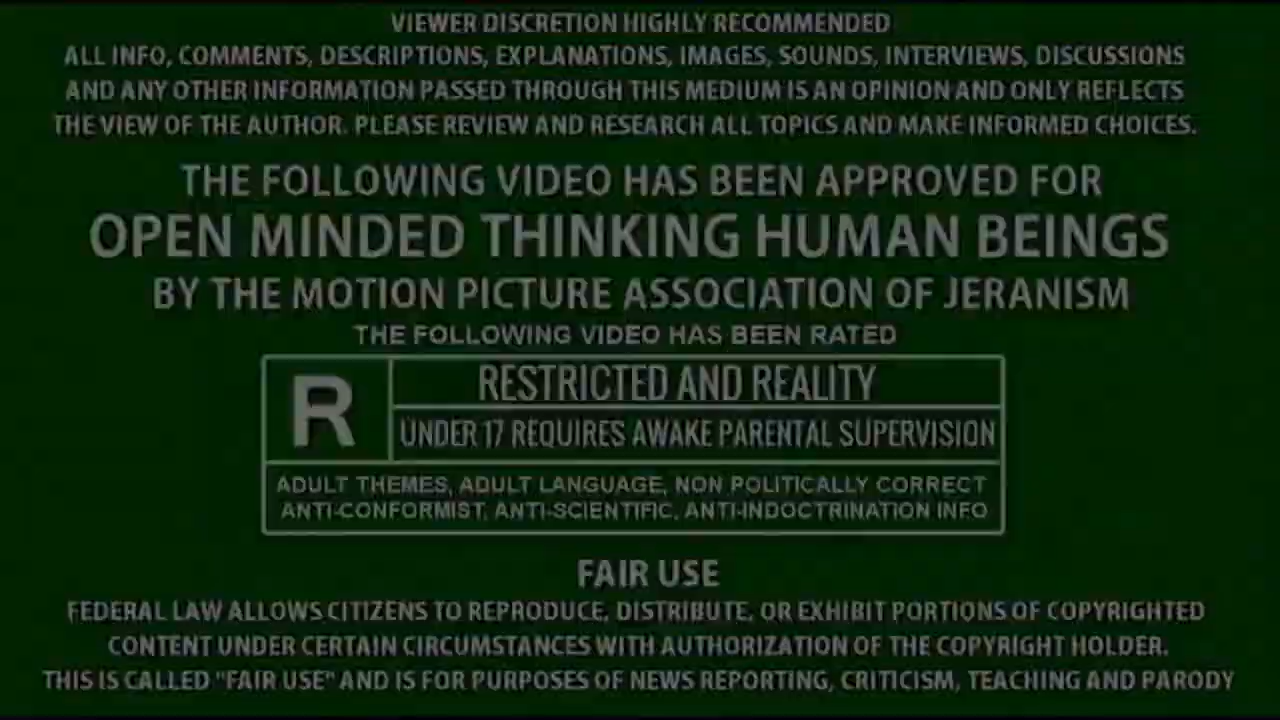 VIEWER DISCRETION HIGHLY RECOMMENDED
ALL INFO, COMMENTS, DESCRIPTIONS, EXPLANATIONS, IMAGES, SOUNDS, INTERVIEWS, DISCUSSIONS
AND ANY OTHER INFORMATION PASSED THROUGH THIS MEDIUM IS AN OPINION AND ONLY REFLECTS
THE VIEW OF THE AUTHOR. PLEASE REVIEW AND RESEARCH ALL TOPICS AND MAKE INFORMED CHOICES.
THE FOLLOWING VIDEO HAS BEEN APPROVED FOR
OPEN MINDED THINKING HUMAN BEINGS
BY THE MOTION PICTURE ASSOCIATION OF JERANISM
THE FOLLOWING VIDEO HAS BEEN RATED
R
RESTRICTED AND REALITY
UNDER 17 REQUIRES AWAKE PARENTAL SUPERVISION
ADULT THEMES, ADULT LANGUAGE, NON POLITICALLY CORRECT
ANTI-CONFORMIST, ANTI-SCIENTIFIC, ANTI-INDOCTRINATION INFO
FAIR USE
FEDERAL LAW ALLOWS CITIZENS TO REPRODUCE, DISTRIBUTE, OR EXHIBIT PORTIONS OF COPYRIGHTED
CONTENT UNDER CERTAIN CIRCUMSTANCES WITH AUTHORIZATION OF THE COPYRIGHT HOLDER.
THIS IS CALLED "FAIR USE" AND IS FOR PURPOSES OF NEWS REPORTING, CRITICISM, TEACHING AND PARODY